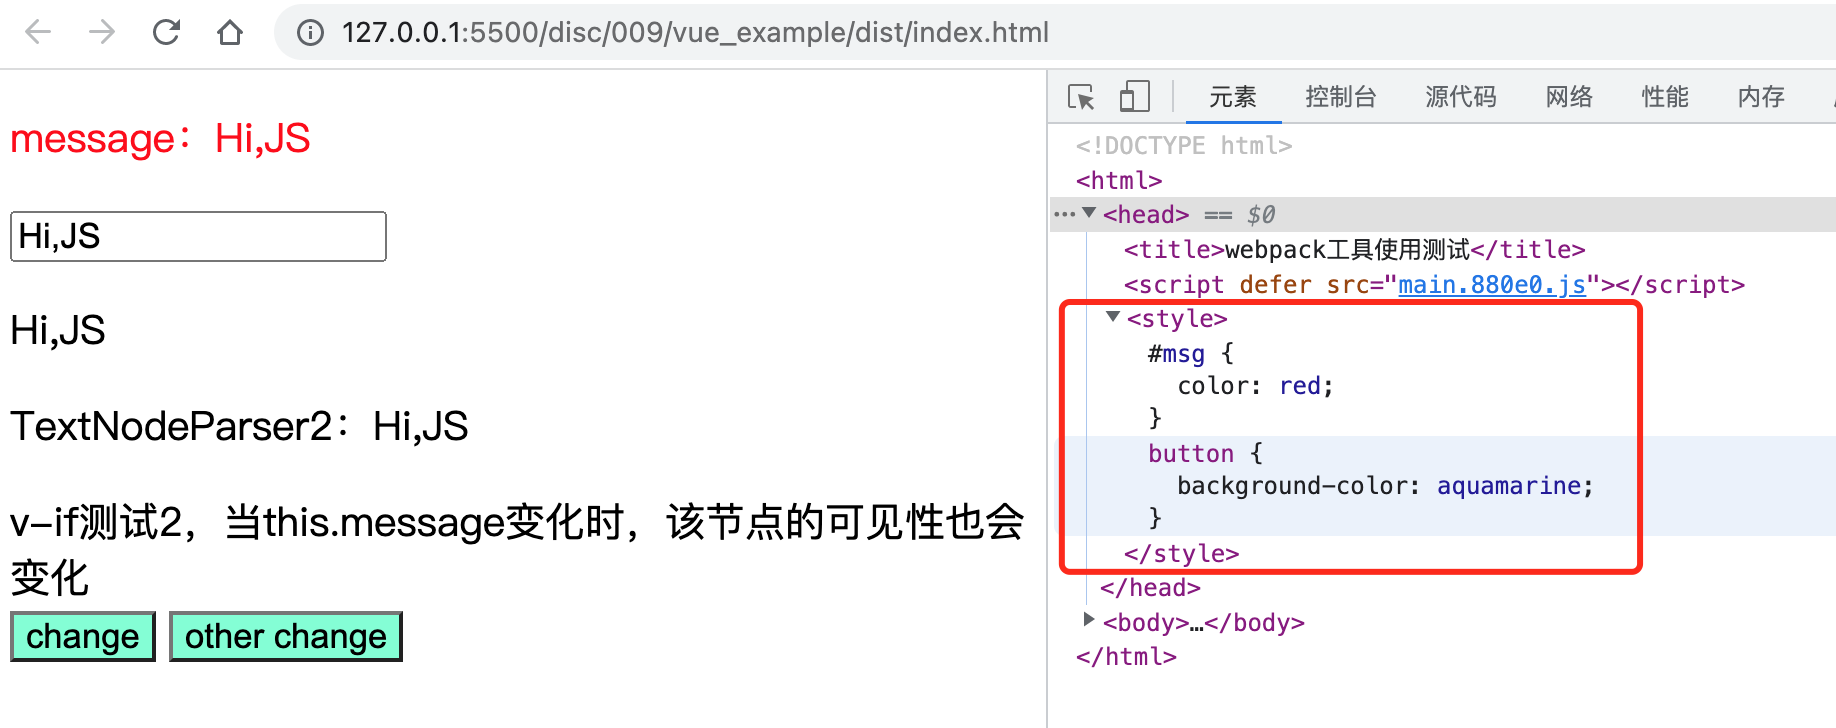 127.0.0.1:5500/disc/009/vue_example/dist/index.html
message：Hi,JS
Hi,JS
Hi,JS
TextNodeParser2：Hi,JS
v-if测试2，当this.message变化时，该节点的可见性也会
变化
change other change
元素 控制台 源代码 网络 性能 内存
<!DOCTYPE html>
<html>
<head> == $0
<title>webpack工具使用测试</title>
<script defer src="main.880e0.js"></script>
<style>
#msg {
color: red;
}
button {
background-color: aquamarine;
}
</style>
</head>
<body>…</body>
</html>